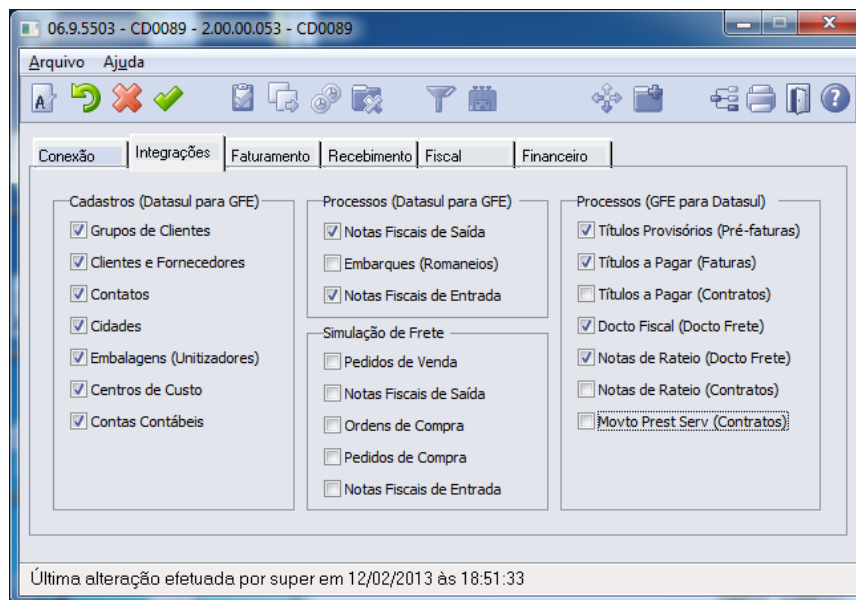 06.9.5503 - CD0089 - 2.00.00.053 - CD0089
Arquivo Ajuda
Conexão Integrações Faturamento Recebimento Fiscal Financeiro
Cadastros (Datasul para GFE)
Grupos de Clientes
Clientes e Fornecedores
Contatos
Cidades
Embalagens (Unitizadores)
Centros de Custo
Contas Contábeis
Processos (Datasul para GFE)
Notas Fiscais de Saída
Embarques (Romaneios)
Notas Fiscais de Entrada
Simulação de Frete
Pedidos de Venda
Notas Fiscais de Saída
Ordens de Compra
Pedidos de Compra
Notas Fiscais de Entrada
Processos (GFE para Datasul)
Títulos Provisórios (Pré-faturas)
Títulos a Pagar (Faturas)
Títulos a Pagar (Contratos)
Docto Fiscal (Docto Frete)
Notas de Rateio (Docto Frete)
Notas de Rateio (Contratos)
Movto Prest Serv (Contratos)
Última alteração efetuada por super em 12/02/2013 às 18:51:33